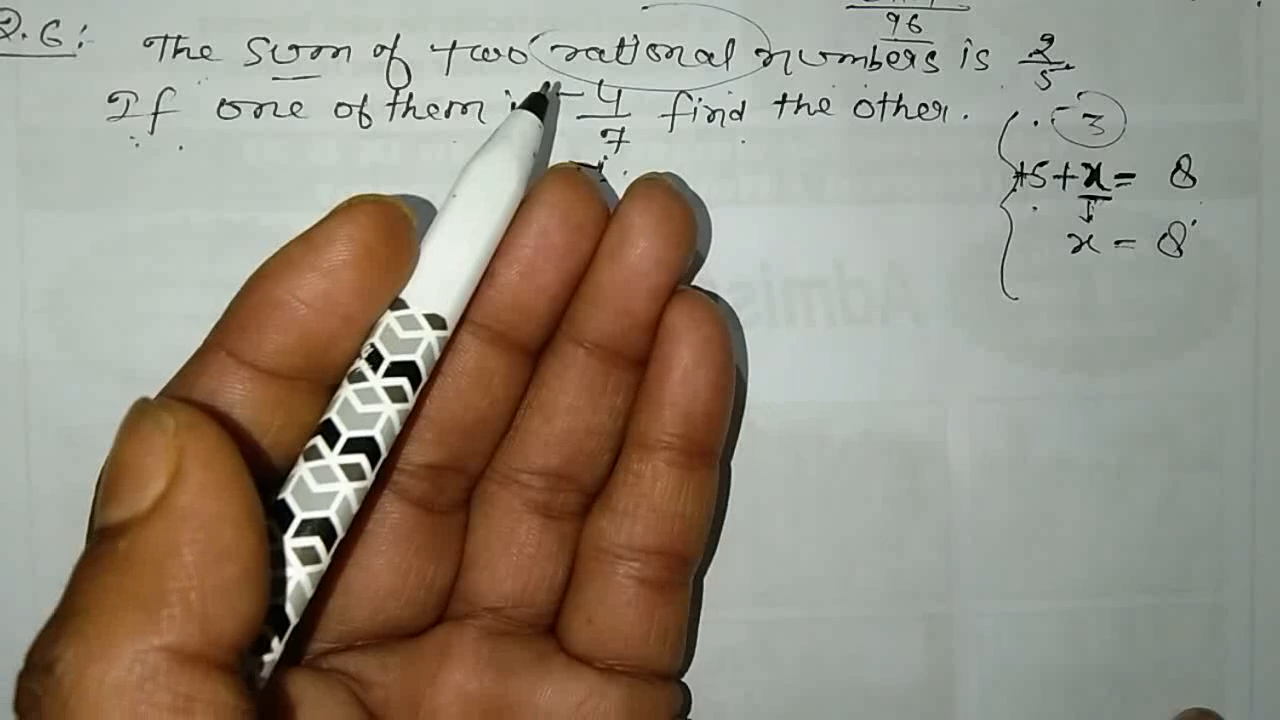 96
Q.6: The sum of two rational numbers is 2/5.
If one of them -4/7 find the other.
3
+5+x= 8
x = 8